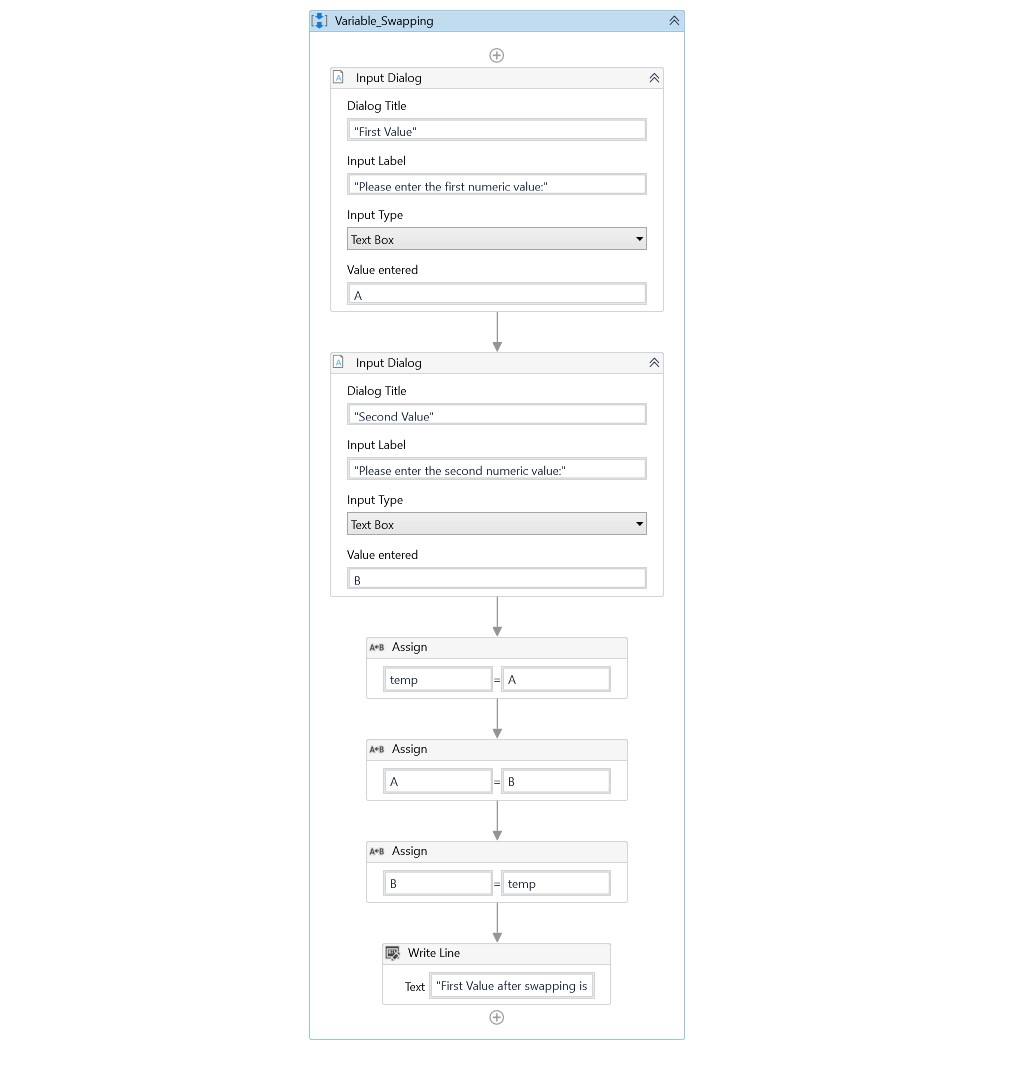 Variable_Swapping
Input Dialog
Dialog Title
"First Value"
Input Label
"Please enter the first numeric value:"
Input Type
Text Box
Value entered
A
Input Dialog
Dialog Title
"Second Value"
Input Label
"Please enter the second numeric value:"
Input Type
Text Box
Value entered
B
A+B Assign
temp = A
A+B Assign
A = B
A+B Assign
B = temp
Write Line
Text "First Value after swapping is